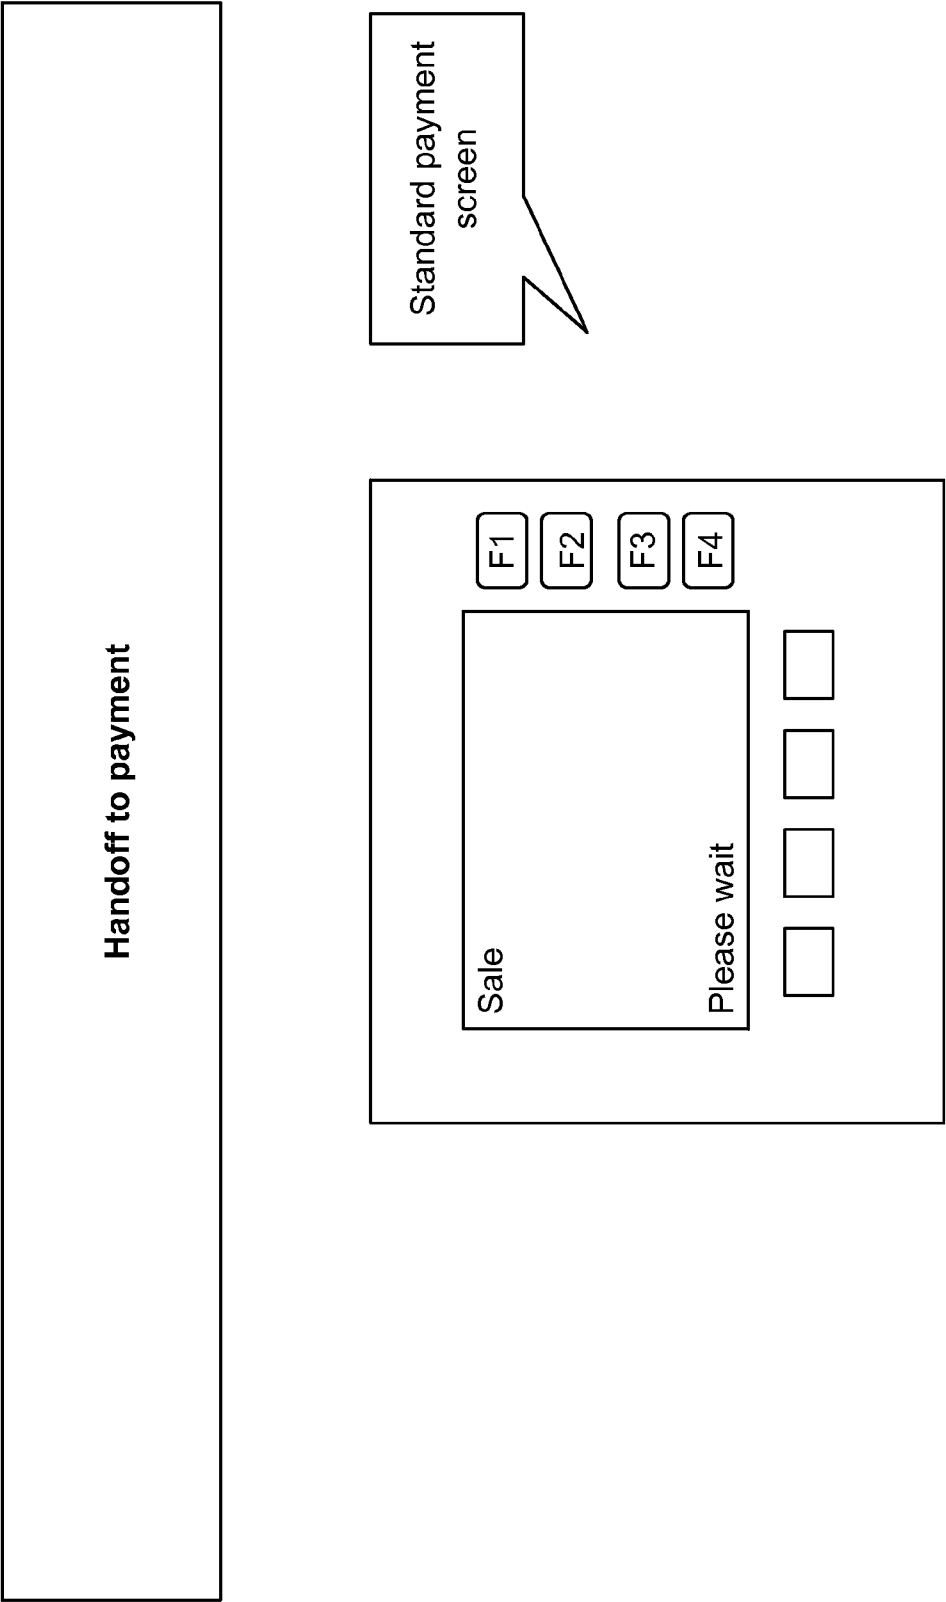 Handoff to payment
Standard payment
screen
Sale
F1
F2
F3
F4
Please wait